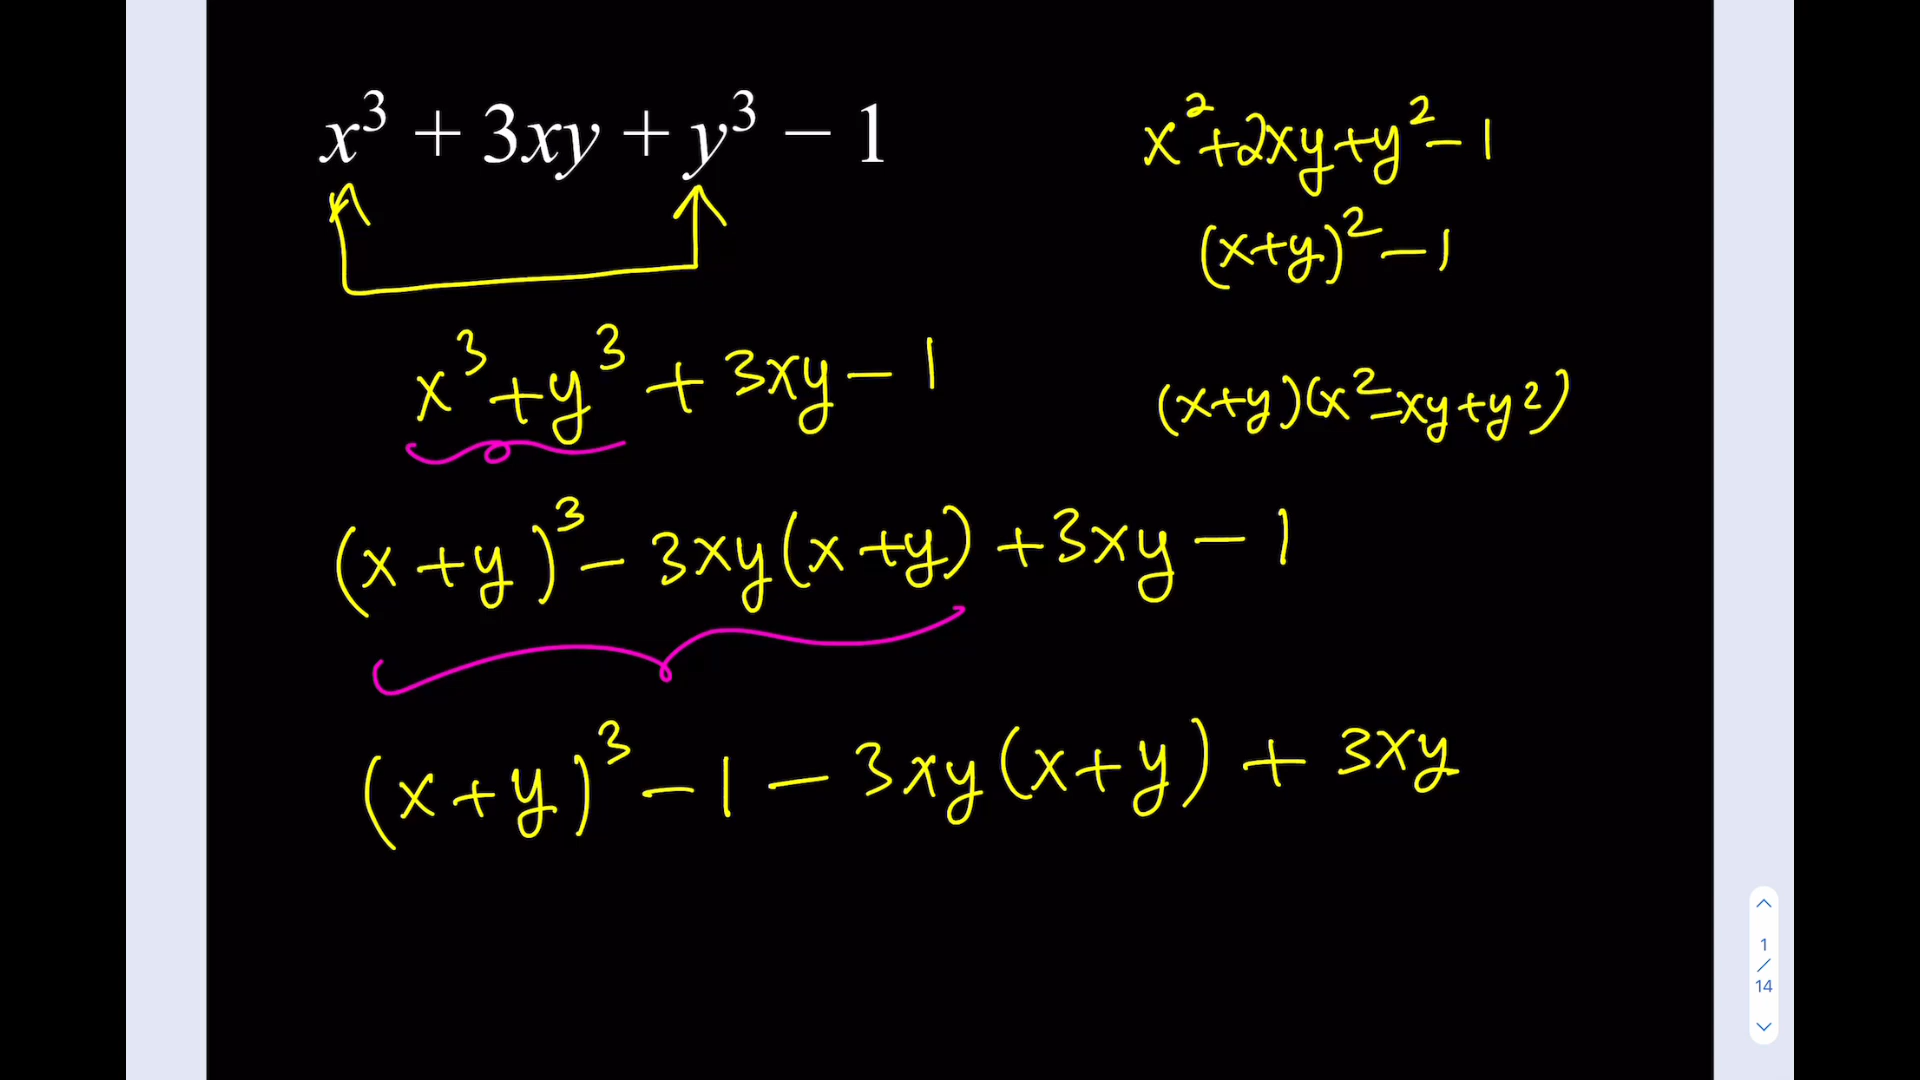 x³ + 3xy + y³ − 1
x² + 2xy + y² − 1
(x+y)² − 1
x³ + y³ + 3xy − 1
(x+y)(x² − xy + y²)
(x+y)³ − 3xy(x+y) + 3xy − 1
(x+y)³ − 1 − 3xy(x+y) + 3xy
1
/
14